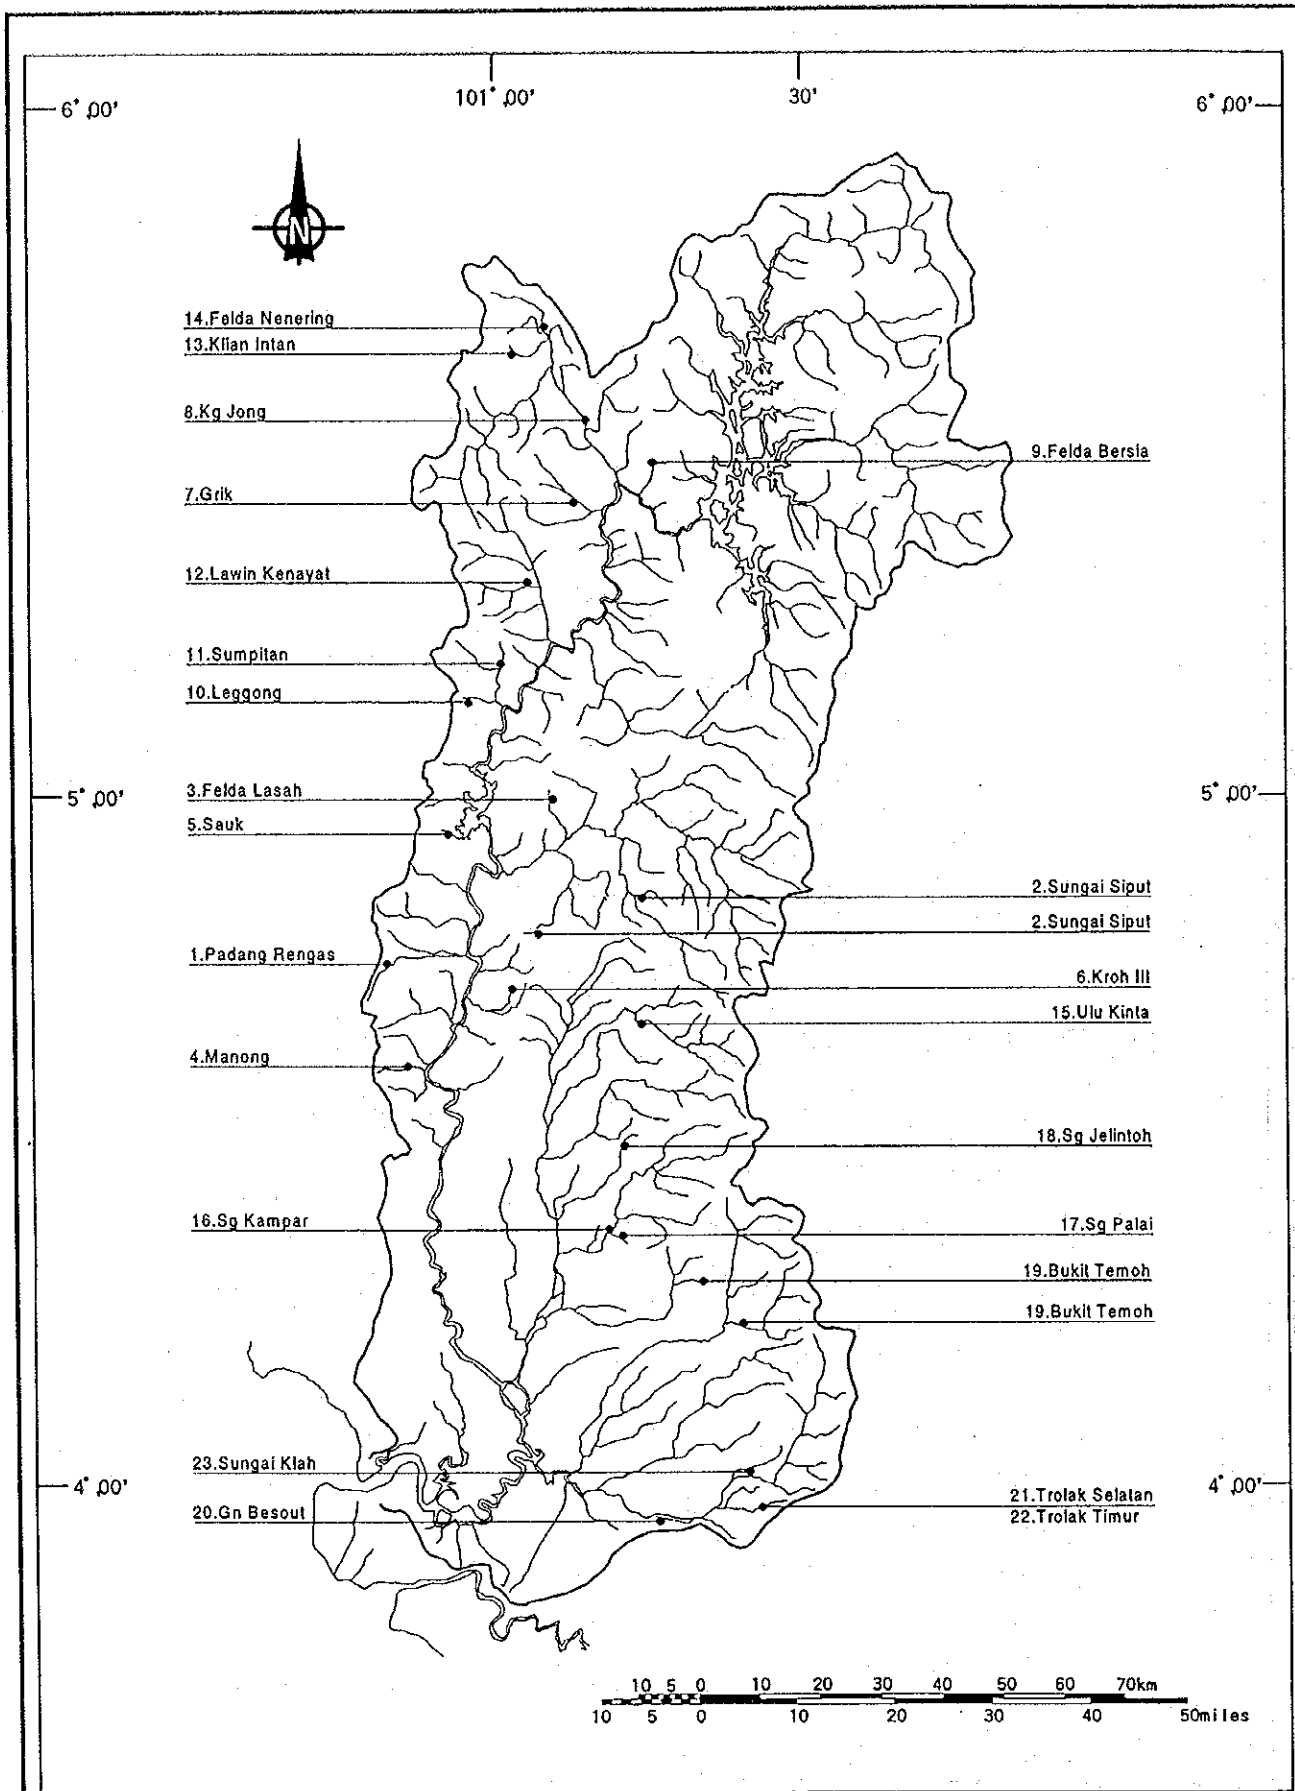 101° 00'
30'
6° 00'
6° 00'
N
14.Felda Nenering
13.Klian Intan
8.Kg Jong
9.Felda Bersia
7.Grik
12.Lawin Kenayat
11.Sumpitan
10.Leggong
5° 00'
3.Felda Lasah
5° 00'
5.Sauk
2.Sungai Siput
2.Sungai Siput
1.Padang Rengas
6.Kroh III
15.Ulu Kinta
4.Manong
18.Sg Jelintoh
16.Sg Kampar
17.Sg Palai
19.Bukit Temoh
19.Bukit Temoh
23.Sungai Klah
4° 00'
21.Trolak Selatan
4° 00'
20.Gn Besout
22.Trolak Timur
10 5 0 10 20 30 40 50 60 70km
10 5 0 10 20 30 40 50miles